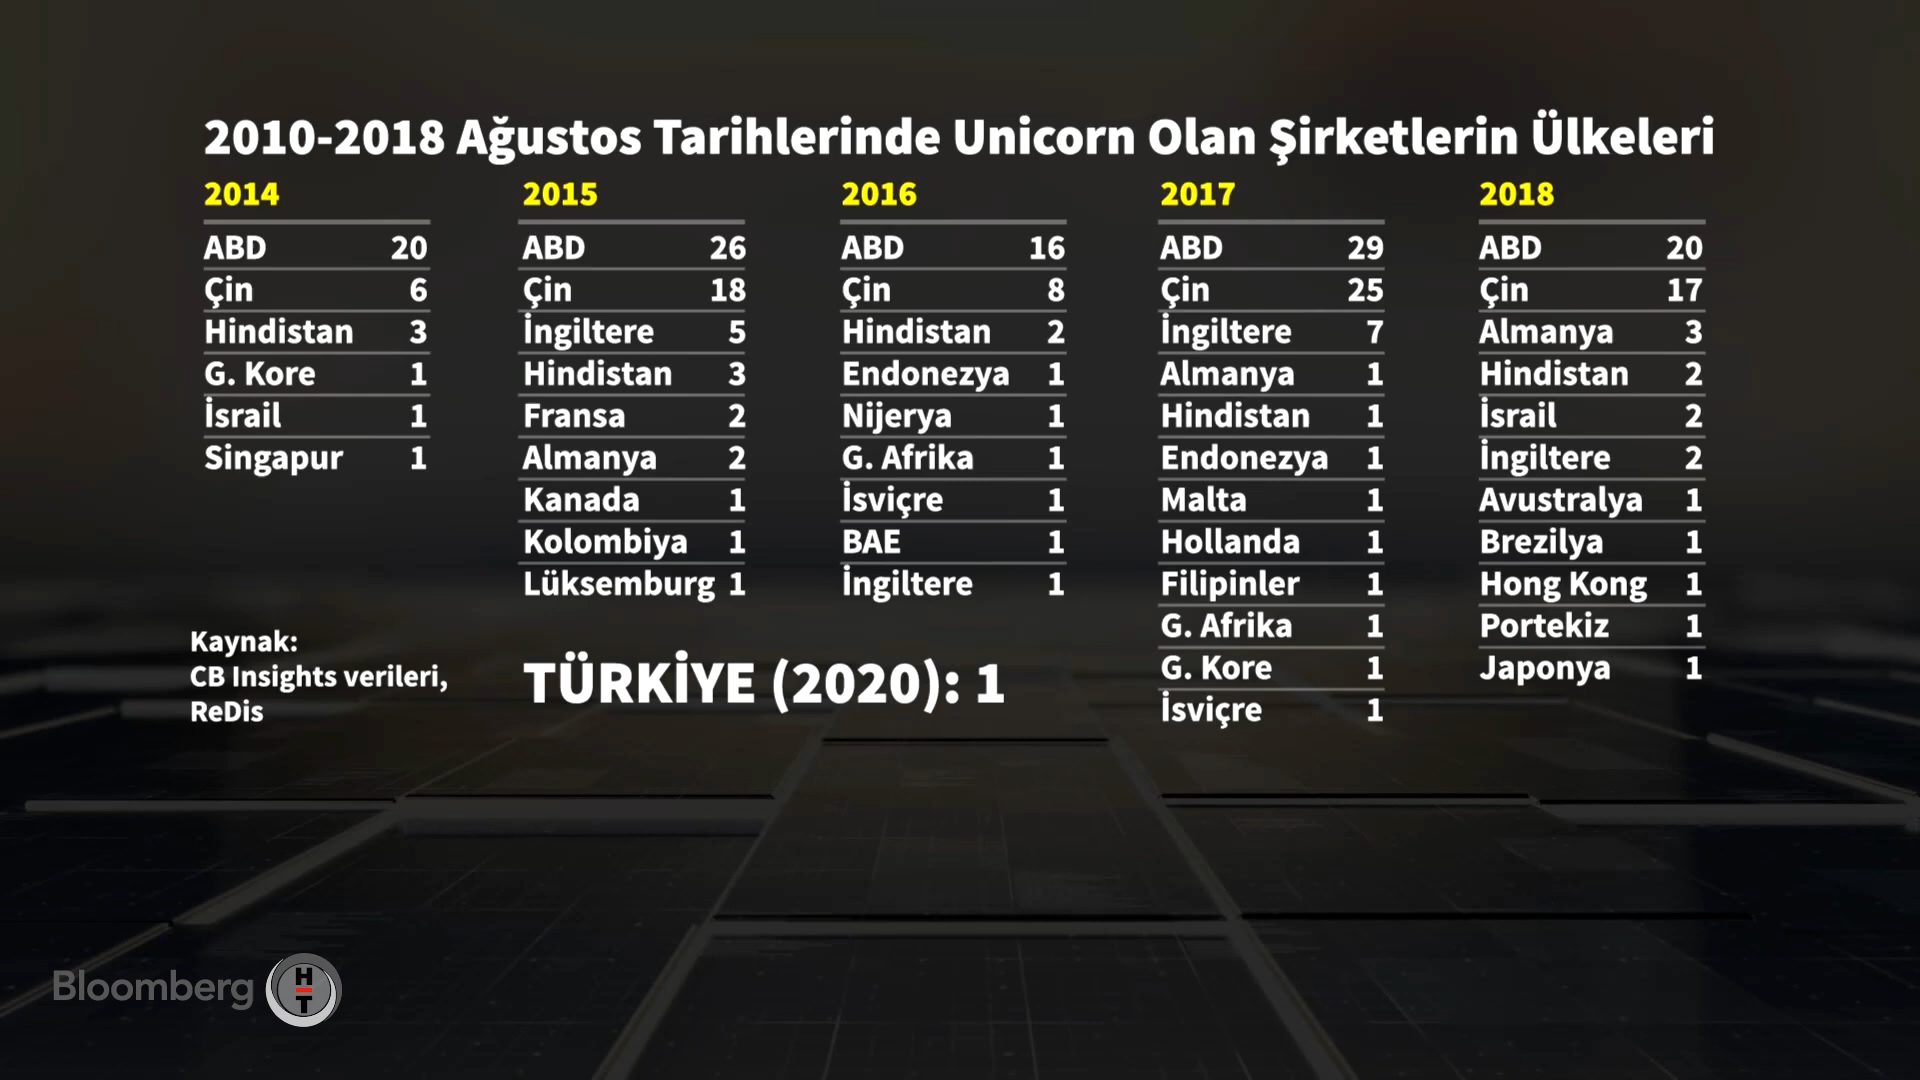 2010-2018 Ağustos Tarihlerinde Unicorn Olan Şirketlerin Ülkeleri
2014
ABD 20
Çin 6
Hindistan 3
G. Kore 1
İsrail 1
Singapur 1
2015
ABD 26
Çin 18
İngiltere 5
Hindistan 3
Fransa 2
Almanya 2
Kanada 1
Kolombiya 1
Lüksemburg 1
2016
ABD 16
Çin 8
Hindistan 2
Endonezya 1
Nijerya 1
G. Afrika 1
İsviçre 1
BAE 1
İngiltere 1
2017
ABD 29
Çin 25
İngiltere 7
Almanya 1
Hindistan 1
Endonezya 1
Malta 1
Hollanda 1
Filipinler 1
G. Afrika 1
G. Kore 1
İsviçre 1
2018
ABD 20
Çin 17
Almanya 3
Hindistan 2
İsrail 2
İngiltere 2
Avustralya 1
Brezilya 1
Hong Kong 1
Portekiz 1
Japonya 1
Kaynak:
CB Insights verileri,
ReDis
TÜRKİYE (2020): 1
Bloomberg HT